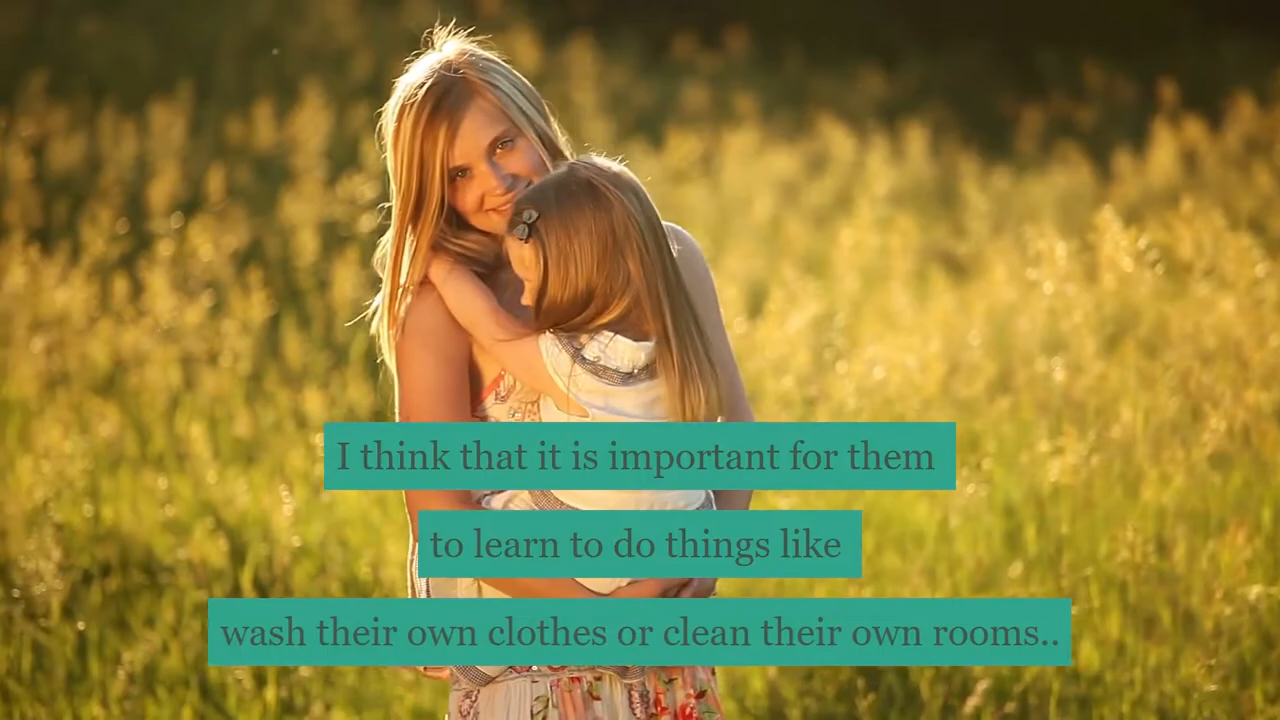 I think that it is important for them
to learn to do things like
wash their own clothes or clean their own rooms..